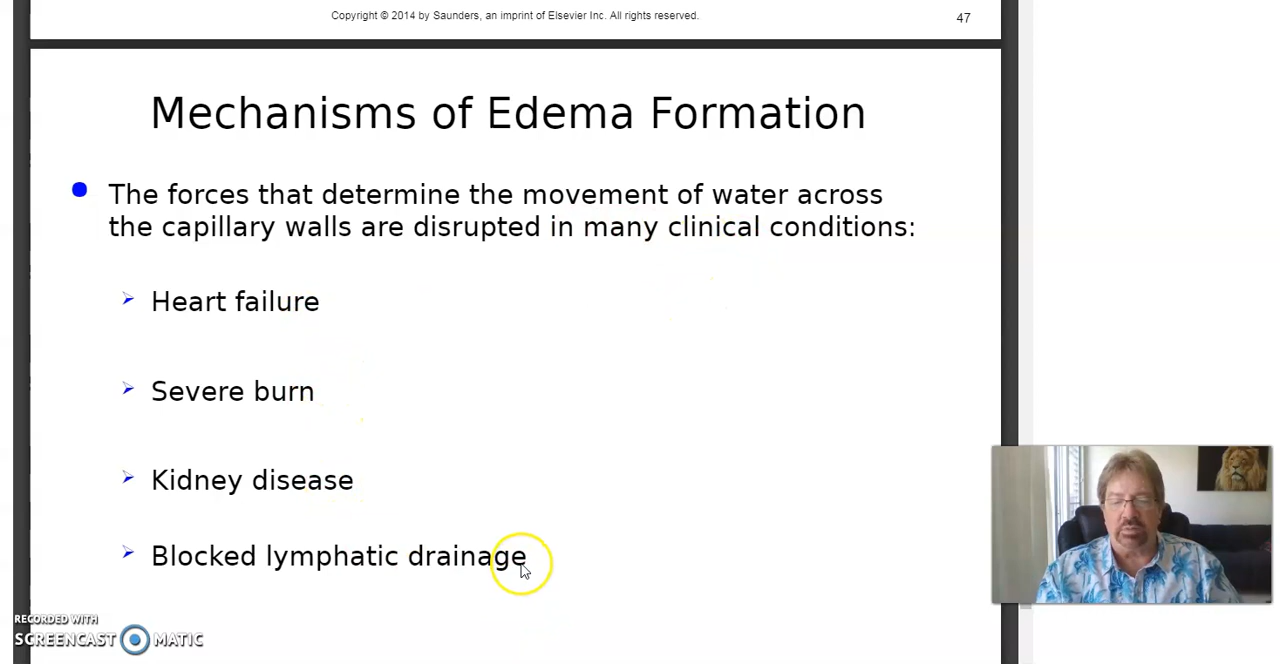 Copyright © 2014 by Saunders, an imprint of Elsevier Inc. All rights reserved.
47
Mechanisms of Edema Formation
The forces that determine the movement of water across
the capillary walls are disrupted in many clinical conditions:
Heart failure
Severe burn
Kidney disease
Blocked lymphatic drainage
RECORDED WITH
SCREENCAST MATIC